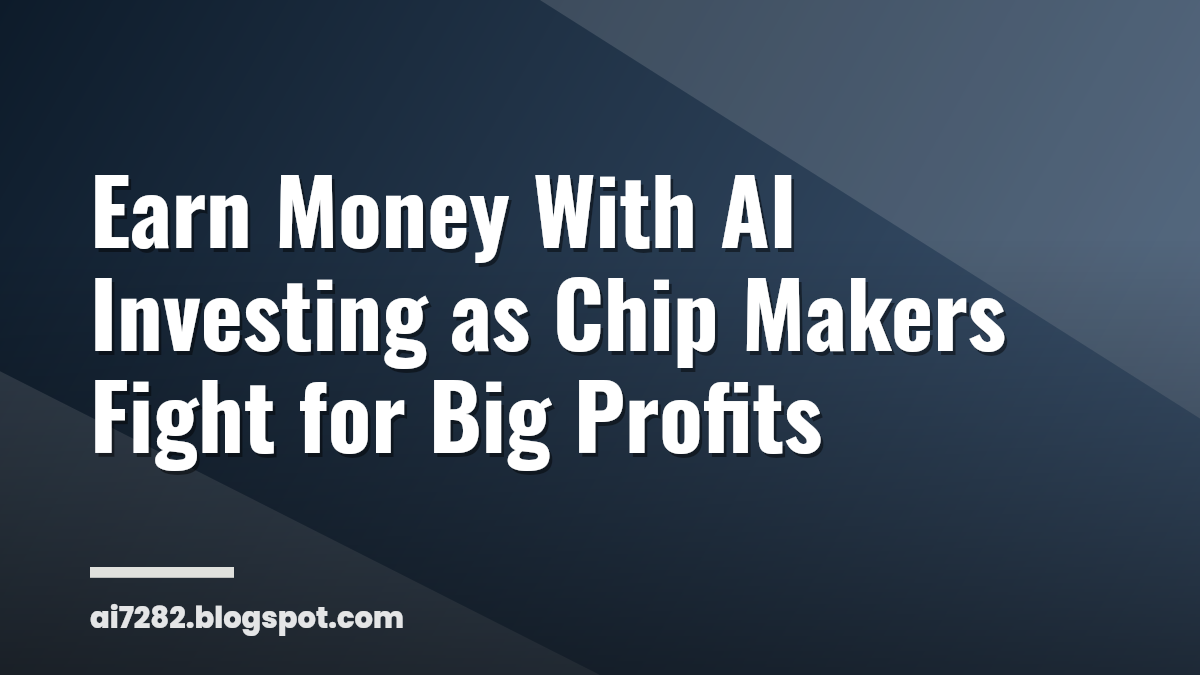 Earn Money With AI
Investing as Chip Makers
Fight for Big Profits
ai7282.blogspot.com